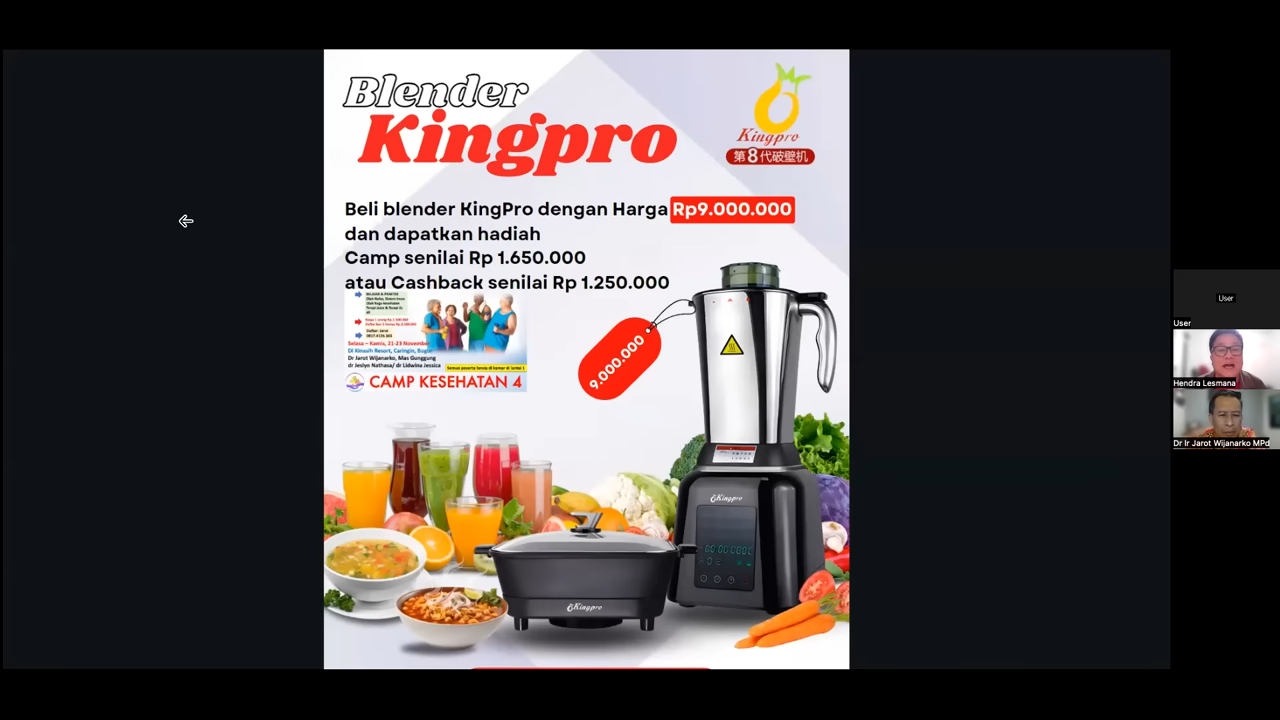 Blender
Kingpro
Kingpro
第8代破壁机
Beli blender KingPro dengan Harga Rp9.000.000
dan dapatkan hadiah
Camp senilai Rp 1.650.000
atau Cashback senilai Rp 1.250.000
Selasa - Kamis, 21-23 November
Di Kinasih Resort, Caringin, Bogor
Dr Jarot Wijanarko, Mas Gunggung
dr Jeslyn Nathasa/ dr Lidwina Jessica
CAMP KESEHATAN 4
9.000.000
Kingpro
Kingpro
User
User
Hendra Lesmana
Dr Ir Jarot Wijanarko MPd